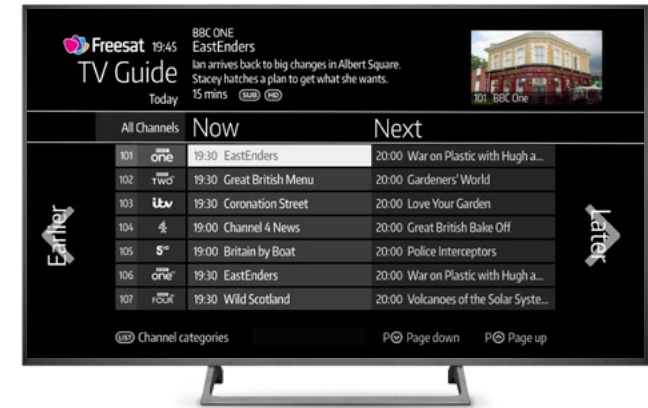 Freesat 19:45
TV Guide
Today
BBC ONE
EastEnders
Ian arrives back to big changes in Albert Square.
Stacey hatches a plan to get what she wants.
15 mins SUB HD
101 BBC One
All Channels Now Next
101 BBC one 19:30 EastEnders 20:00 War on Plastic with Hugh a...
102 BBC TWO 19:30 Great British Menu 20:00 Gardeners' World
103 itv 19:30 Coronation Street 20:00 Love Your Garden
104 4 19:00 Channel 4 News 20:00 Great British Bake Off
105 5 HD 19:00 Britain by Boat 20:00 Police Interceptors
106 BBC one 19:30 EastEnders 20:00 War on Plastic with Hugh a...
107 BBC FOUR 19:30 Wild Scotland 20:00 Volcanoes of the Solar Syste...
Earlier
Later
LIST Channel categories
P Page down P Page up